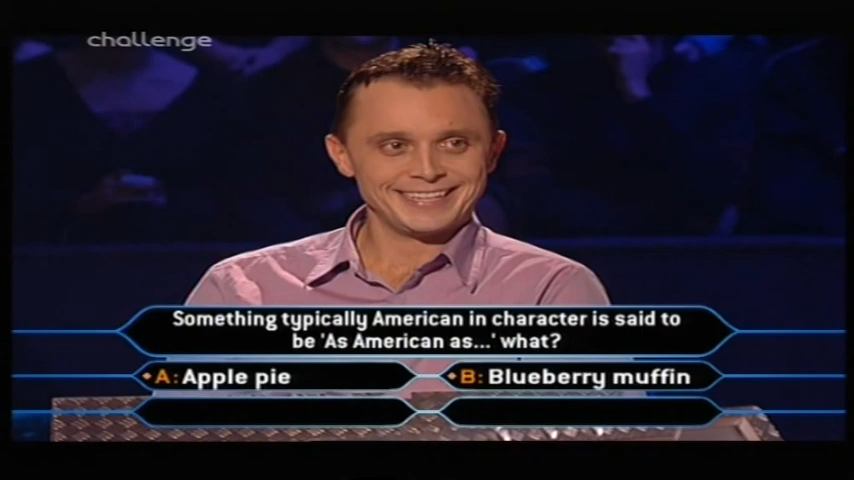 challenge
Something typically American in character is said to
be 'As American as...' what?
A: Apple pie
B: Blueberry muffin